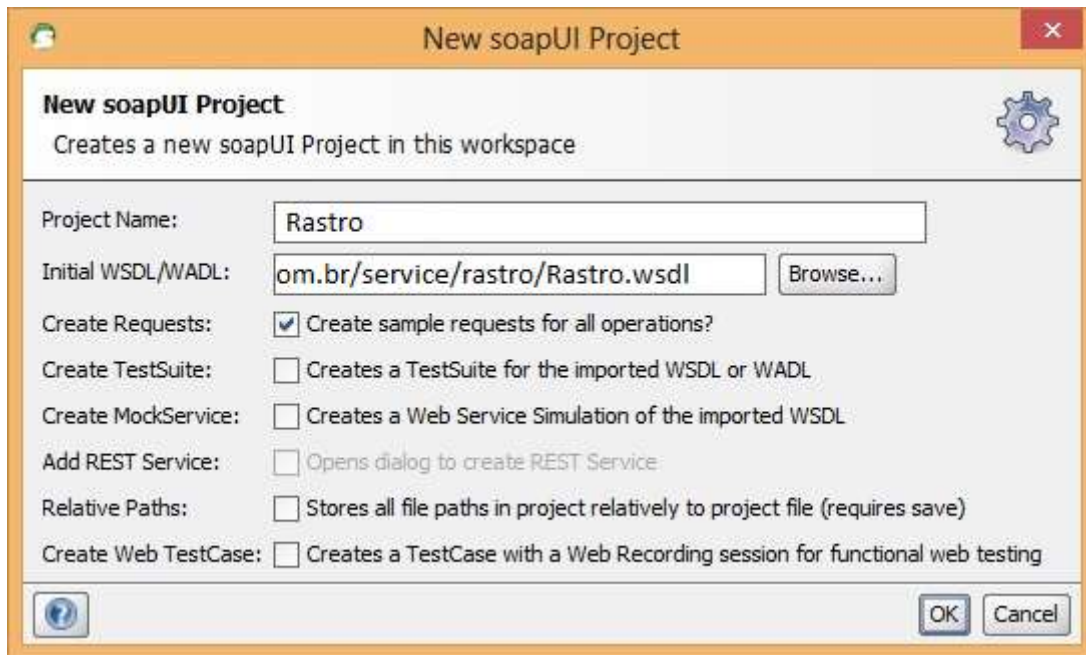 New soapUI Project
New soapUI Project
Creates a new soapUI Project in this workspace
Project Name: Rastro
Initial WSDL/WADL: om.br/service/rastro/Rastro.wsdl Browse...
Create Requests: Create sample requests for all operations?
Create TestSuite: Creates a TestSuite for the imported WSDL or WADL
Create MockService: Creates a Web Service Simulation of the imported WSDL
Add REST Service: Opens dialog to create REST Service
Relative Paths: Stores all file paths in project relatively to project file (requires save)
Create Web TestCase: Creates a TestCase with a Web Recording session for functional web testing
OK Cancel